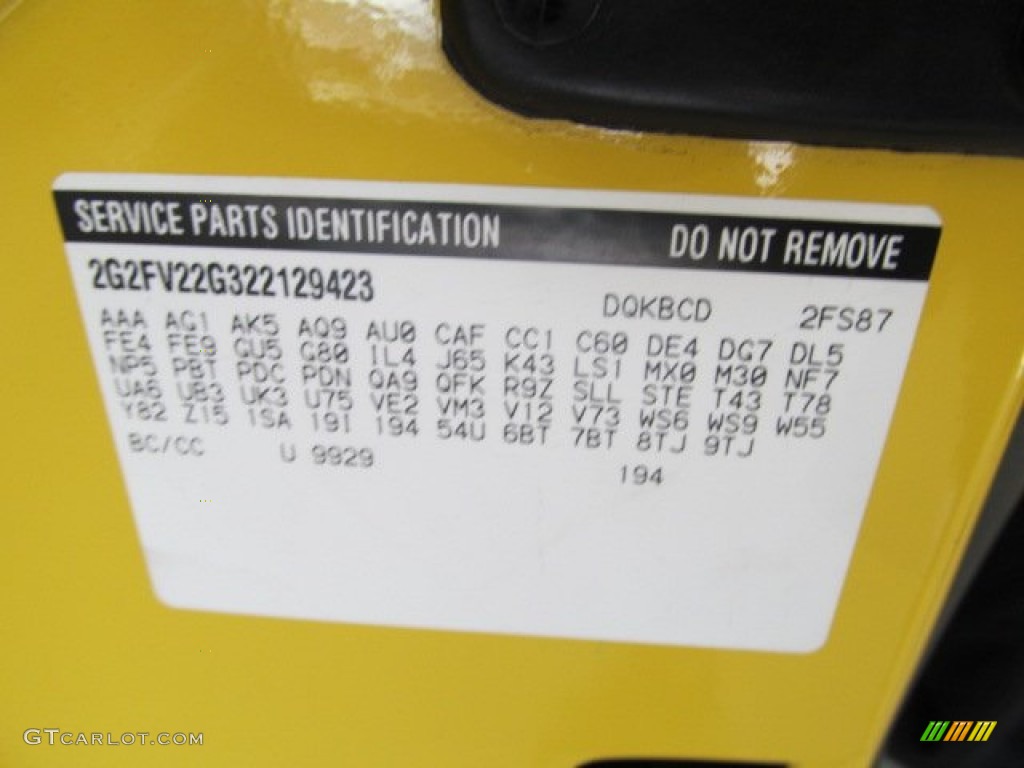 SERVICE PARTS IDENTIFICATION DO NOT REMOVE
2G2FV22G322129423 DQKBCD 2FS87
AAA AG1 AK5 AQ9 AU0 CAF CC1 C60 DE4 DG7 DL5
FE4 FE9 GU5 G80 IL4 J65 K43 LS1 MX0 M30 NF7
NP5 PBT PDC PDN QA9 QFK R9Z SLL STE T43 T78
UA6 UB3 UK3 U75 VE2 VM3 V12 V73 WS6 WS9 W55
Y82 Z15 1SA 191 194 54U 6BT 7BT 8TJ 9TJ
BC/CC U 9929 194
GTCARLOT.COM